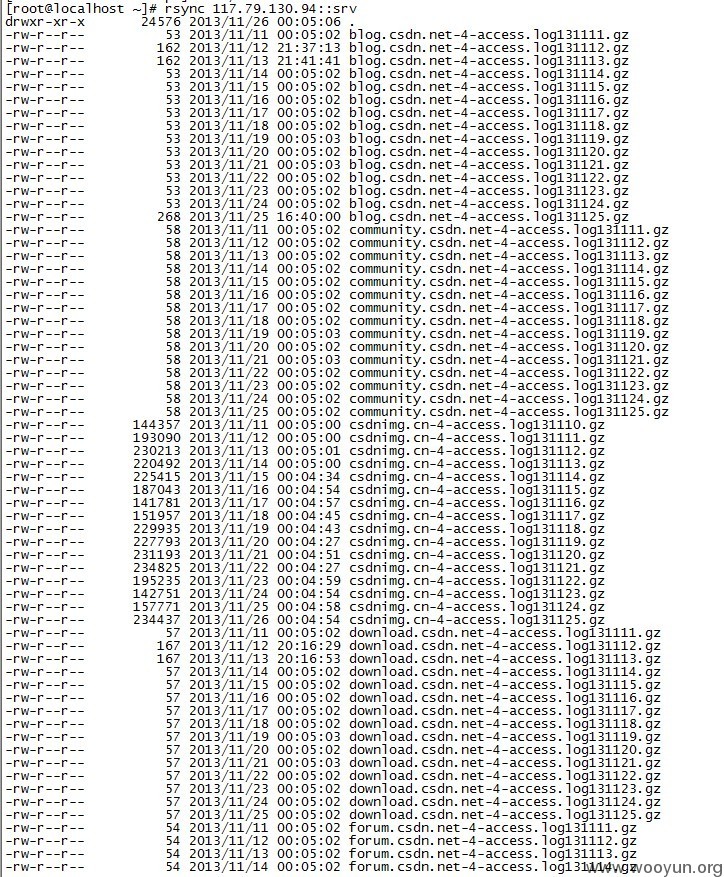 [root@localhost ~]# rsync 117.79.130.94::srv
drwxr-xr-x 24576 2013/11/26 00:05:06 .
-rw-r--r-- 53 2013/11/11 00:05:02 blog.csdn.net-4-access.log131111.gz
-rw-r--r-- 162 2013/11/12 21:37:13 blog.csdn.net-4-access.log131112.gz
-rw-r--r-- 162 2013/11/13 21:41:41 blog.csdn.net-4-access.log131113.gz
-rw-r--r-- 53 2013/11/14 00:05:02 blog.csdn.net-4-access.log131114.gz
-rw-r--r-- 53 2013/11/15 00:05:02 blog.csdn.net-4-access.log131115.gz
-rw-r--r-- 53 2013/11/16 00:05:02 blog.csdn.net-4-access.log131116.gz
-rw-r--r-- 53 2013/11/17 00:05:02 blog.csdn.net-4-access.log131117.gz
-rw-r--r-- 53 2013/11/18 00:05:02 blog.csdn.net-4-access.log131118.gz
-rw-r--r-- 53 2013/11/19 00:05:03 blog.csdn.net-4-access.log131119.gz
-rw-r--r-- 53 2013/11/20 00:05:02 blog.csdn.net-4-access.log131120.gz
-rw-r--r-- 53 2013/11/21 00:05:03 blog.csdn.net-4-access.log131121.gz
-rw-r--r-- 53 2013/11/22 00:05:02 blog.csdn.net-4-access.log131122.gz
-rw-r--r-- 53 2013/11/23 00:05:02 blog.csdn.net-4-access.log131123.gz
-rw-r--r-- 53 2013/11/24 00:05:02 blog.csdn.net-4-access.log131124.gz
-rw-r--r-- 268 2013/11/25 16:40:00 blog.csdn.net-4-access.log131125.gz
-rw-r--r-- 58 2013/11/11 00:05:02 community.csdn.net-4-access.log131111.gz
-rw-r--r-- 58 2013/11/12 00:05:02 community.csdn.net-4-access.log131112.gz
-rw-r--r-- 58 2013/11/13 00:05:02 community.csdn.net-4-access.log131113.gz
-rw-r--r-- 58 2013/11/14 00:05:02 community.csdn.net-4-access.log131114.gz
-rw-r--r-- 58 2013/11/15 00:05:02 community.csdn.net-4-access.log131115.gz
-rw-r--r-- 58 2013/11/16 00:05:02 community.csdn.net-4-access.log131116.gz
-rw-r--r-- 58 2013/11/17 00:05:02 community.csdn.net-4-access.log131117.gz
-rw-r--r-- 58 2013/11/18 00:05:02 community.csdn.net-4-access.log131118.gz
-rw-r--r-- 58 2013/11/19 00:05:03 community.csdn.net-4-access.log131119.gz
-rw-r--r-- 58 2013/11/20 00:05:02 community.csdn.net-4-access.log131120.gz
-rw-r--r-- 58 2013/11/21 00:05:03 community.csdn.net-4-access.log131121.gz
-rw-r--r-- 58 2013/11/22 00:05:02 community.csdn.net-4-access.log131122.gz
-rw-r--r-- 58 2013/11/23 00:05:02 community.csdn.net-4-access.log131123.gz
-rw-r--r-- 58 2013/11/24 00:05:02 community.csdn.net-4-access.log131124.gz
-rw-r--r-- 58 2013/11/25 00:05:02 community.csdn.net-4-access.log131125.gz
-rw-r--r-- 144357 2013/11/11 00:05:00 csdnimg.cn-4-access.log131110.gz
-rw-r--r-- 193090 2013/11/12 00:05:00 csdnimg.cn-4-access.log131111.gz
-rw-r--r-- 230213 2013/11/13 00:05:01 csdnimg.cn-4-access.log131112.gz
-rw-r--r-- 220492 2013/11/14 00:05:00 csdnimg.cn-4-access.log131113.gz
-rw-r--r-- 225415 2013/11/15 00:04:34 csdnimg.cn-4-access.log131114.gz
-rw-r--r-- 187043 2013/11/16 00:04:54 csdnimg.cn-4-access.log131115.gz
-rw-r--r-- 141781 2013/11/17 00:04:57 csdnimg.cn-4-access.log131116.gz
-rw-r--r-- 151957 2013/11/18 00:04:45 csdnimg.cn-4-access.log131117.gz
-rw-r--r-- 229935 2013/11/19 00:04:43 csdnimg.cn-4-access.log131118.gz
-rw-r--r-- 227793 2013/11/20 00:04:27 csdnimg.cn-4-access.log131119.gz
-rw-r--r-- 231193 2013/11/21 00:04:51 csdnimg.cn-4-access.log131120.gz
-rw-r--r-- 234825 2013/11/22 00:04:27 csdnimg.cn-4-access.log131121.gz
-rw-r--r-- 195235 2013/11/23 00:04:59 csdnimg.cn-4-access.log131122.gz
-rw-r--r-- 142751 2013/11/24 00:04:54 csdnimg.cn-4-access.log131123.gz
-rw-r--r-- 157771 2013/11/25 00:04:58 csdnimg.cn-4-access.log131124.gz
-rw-r--r-- 234437 2013/11/26 00:04:54 csdnimg.cn-4-access.log131125.gz
-rw-r--r-- 57 2013/11/11 00:05:02 download.csdn.net-4-access.log131111.gz
-rw-r--r-- 167 2013/11/12 20:16:29 download.csdn.net-4-access.log131112.gz
-rw-r--r-- 167 2013/11/13 20:16:53 download.csdn.net-4-access.log131113.gz
-rw-r--r-- 57 2013/11/14 00:05:02 download.csdn.net-4-access.log131114.gz
-rw-r--r-- 57 2013/11/15 00:05:02 download.csdn.net-4-access.log131115.gz
-rw-r--r-- 57 2013/11/16 00:05:02 download.csdn.net-4-access.log131116.gz
-rw-r--r-- 57 2013/11/17 00:05:02 download.csdn.net-4-access.log131117.gz
-rw-r--r-- 57 2013/11/18 00:05:02 download.csdn.net-4-access.log131118.gz
-rw-r--r-- 57 2013/11/19 00:05:03 download.csdn.net-4-access.log131119.gz
-rw-r--r-- 57 2013/11/20 00:05:02 download.csdn.net-4-access.log131120.gz
-rw-r--r-- 57 2013/11/21 00:05:03 download.csdn.net-4-access.log131121.gz
-rw-r--r-- 57 2013/11/22 00:05:02 download.csdn.net-4-access.log131122.gz
-rw-r--r-- 57 2013/11/23 00:05:02 download.csdn.net-4-access.log131123.gz
-rw-r--r-- 57 2013/11/24 00:05:02 download.csdn.net-4-access.log131124.gz
-rw-r--r-- 57 2013/11/25 00:05:02 download.csdn.net-4-access.log131125.gz
-rw-r--r-- 54 2013/11/11 00:05:02 forum.csdn.net-4-access.log131111.gz
-rw-r--r-- 54 2013/11/12 00:05:02 forum.csdn.net-4-access.log131112.gz
-rw-r--r-- 54 2013/11/13 00:05:02 forum.csdn.net-4-access.log131113.gz
-rw-r--r-- 54 2013/11/14 00:05:02 forum.csdn.net-4-access.log131114.gz
www.wooyun.org